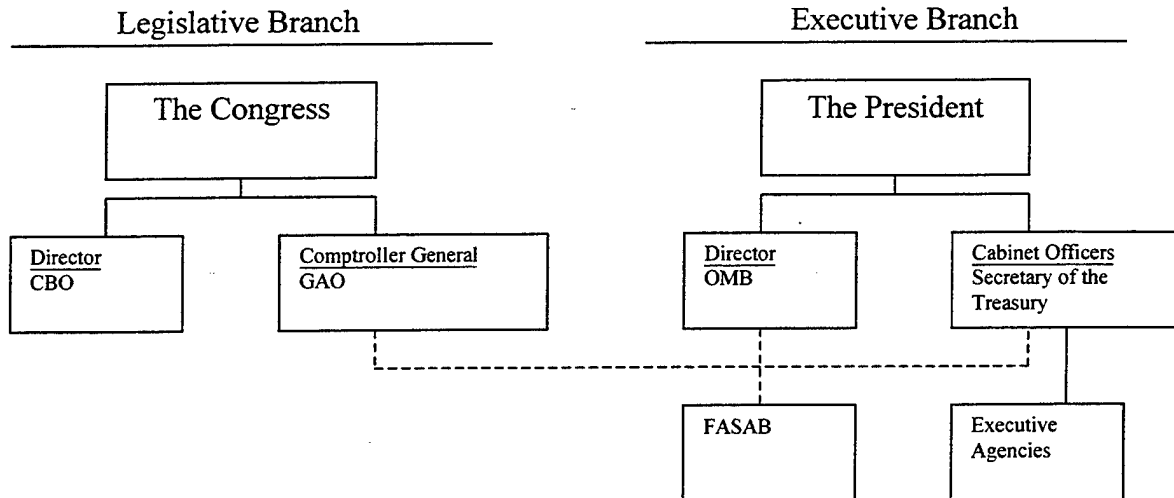 Legislative Branch
Executive Branch
The Congress
The President
Director
CBO
Comptroller General
GAO
Director
OMB
Cabinet Officers
Secretary of the
Treasury
FASAB
Executive
Agencies